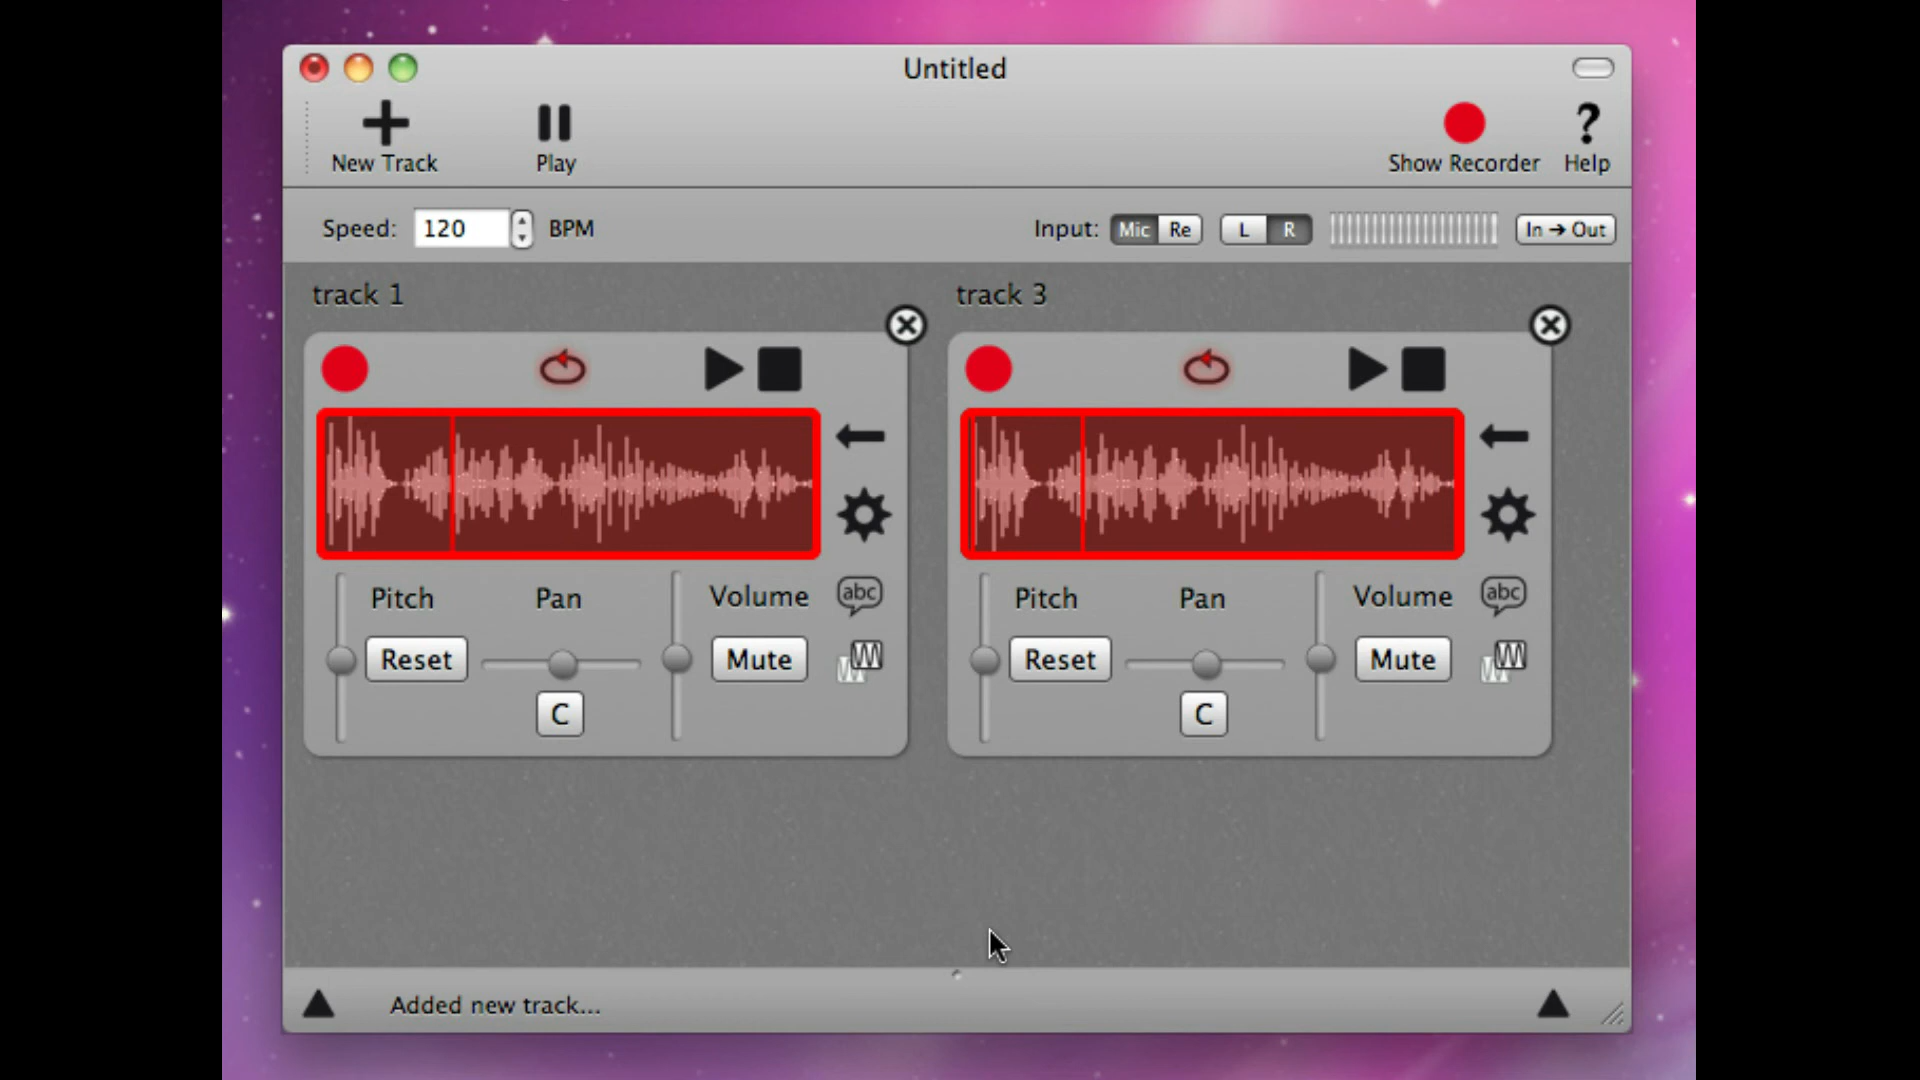 Untitled
New Track
Play
Show Recorder
Help
Speed: 120 BPM
Input: Mic Re L R In → Out
track 1
track 3
Pitch
Pan
Volume
abc
Reset
Mute
C
Pitch
Pan
Volume
abc
Reset
Mute
C
Added new track...